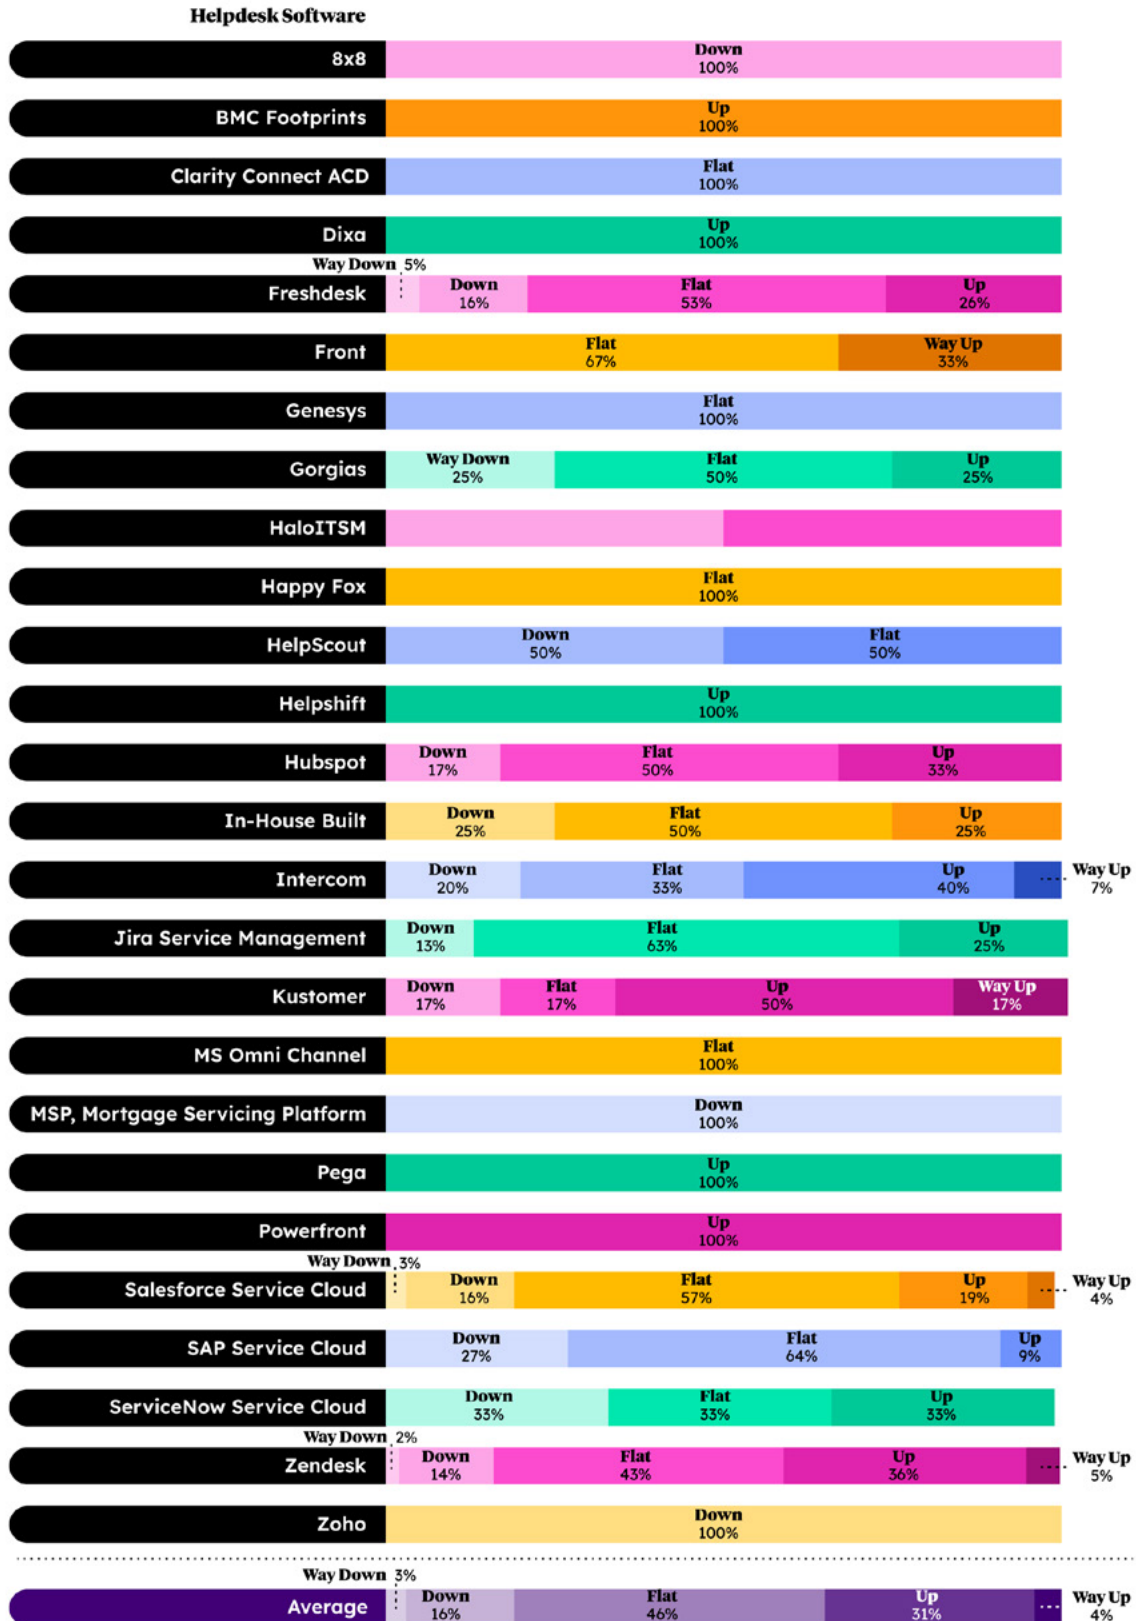 Helpdesk Software
8x8
Down
100%
BMC Footprints
Up
100%
Clarity Connect ACD
Flat
100%
Dixa
Up
100%
Way Down 5%
Freshdesk
Down Flat Up
16% 53% 26%
Front
Flat Way Up
67% 33%
Genesys
Flat
100%
Gorgias
Way Down Flat Up
25% 50% 25%
HaloITSM
Happy Fox
Flat
100%
HelpScout
Down Flat
50% 50%
Helpshift
Up
100%
Hubspot
Down Flat Up
17% 50% 33%
In-House Built
Down Flat Up
25% 50% 25%
Intercom
Down Flat Up Way Up
20% 33% 40% 7%
Jira Service Management
Down Flat Up
13% 63% 25%
Kustomer
Down Flat Up Way Up
17% 17% 50% 17%
MS Omni Channel
Flat
100%
MSP, Mortgage Servicing Platform
Down
100%
Pega
Up
100%
Powerfront
Up
100%
Way Down 3%
Salesforce Service Cloud
Down Flat Up Way Up
16% 57% 19% 4%
SAP Service Cloud
Down Flat Up
27% 64% 9%
ServiceNow Service Cloud
Down Flat Up
33% 33% 33%
Way Down 2%
Zendesk
Down Flat Up Way Up
14% 43% 36% 5%
Zoho
Down
100%
Way Down 3%
Average
Down Flat Up Way Up
16% 46% 31% 4%